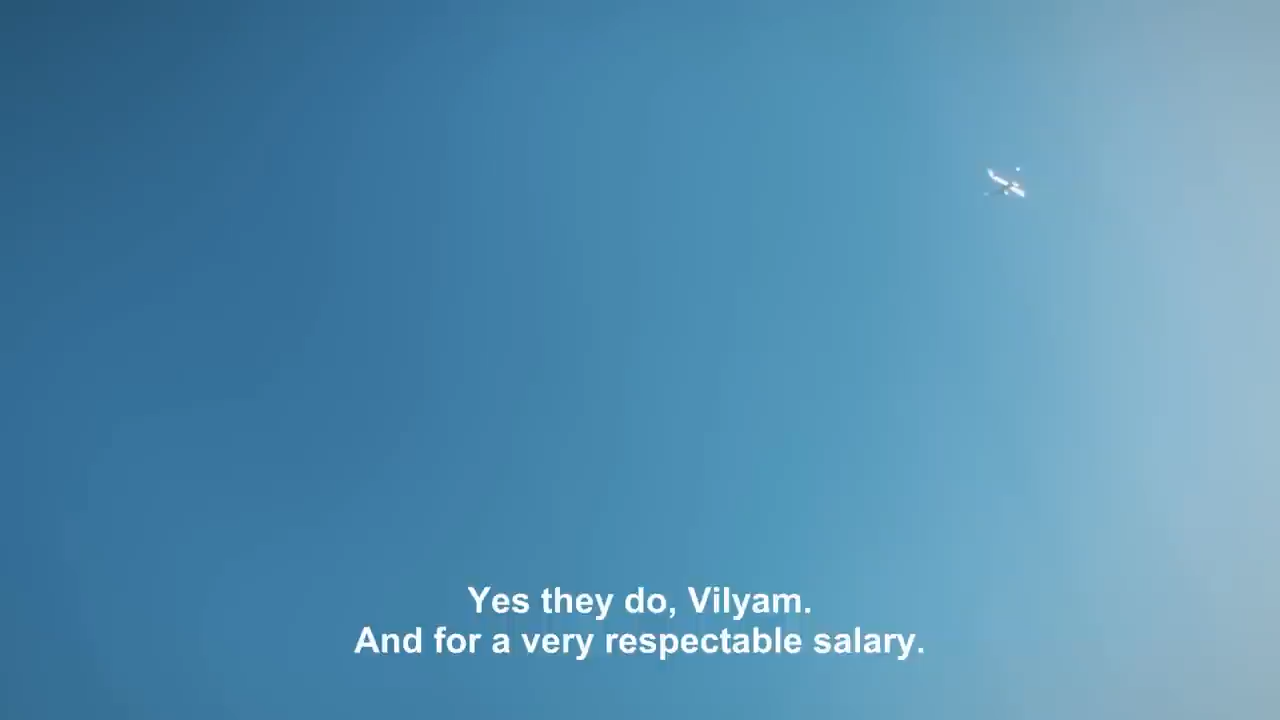 Yes they do, Vilyam.
And for a very respectable salary.